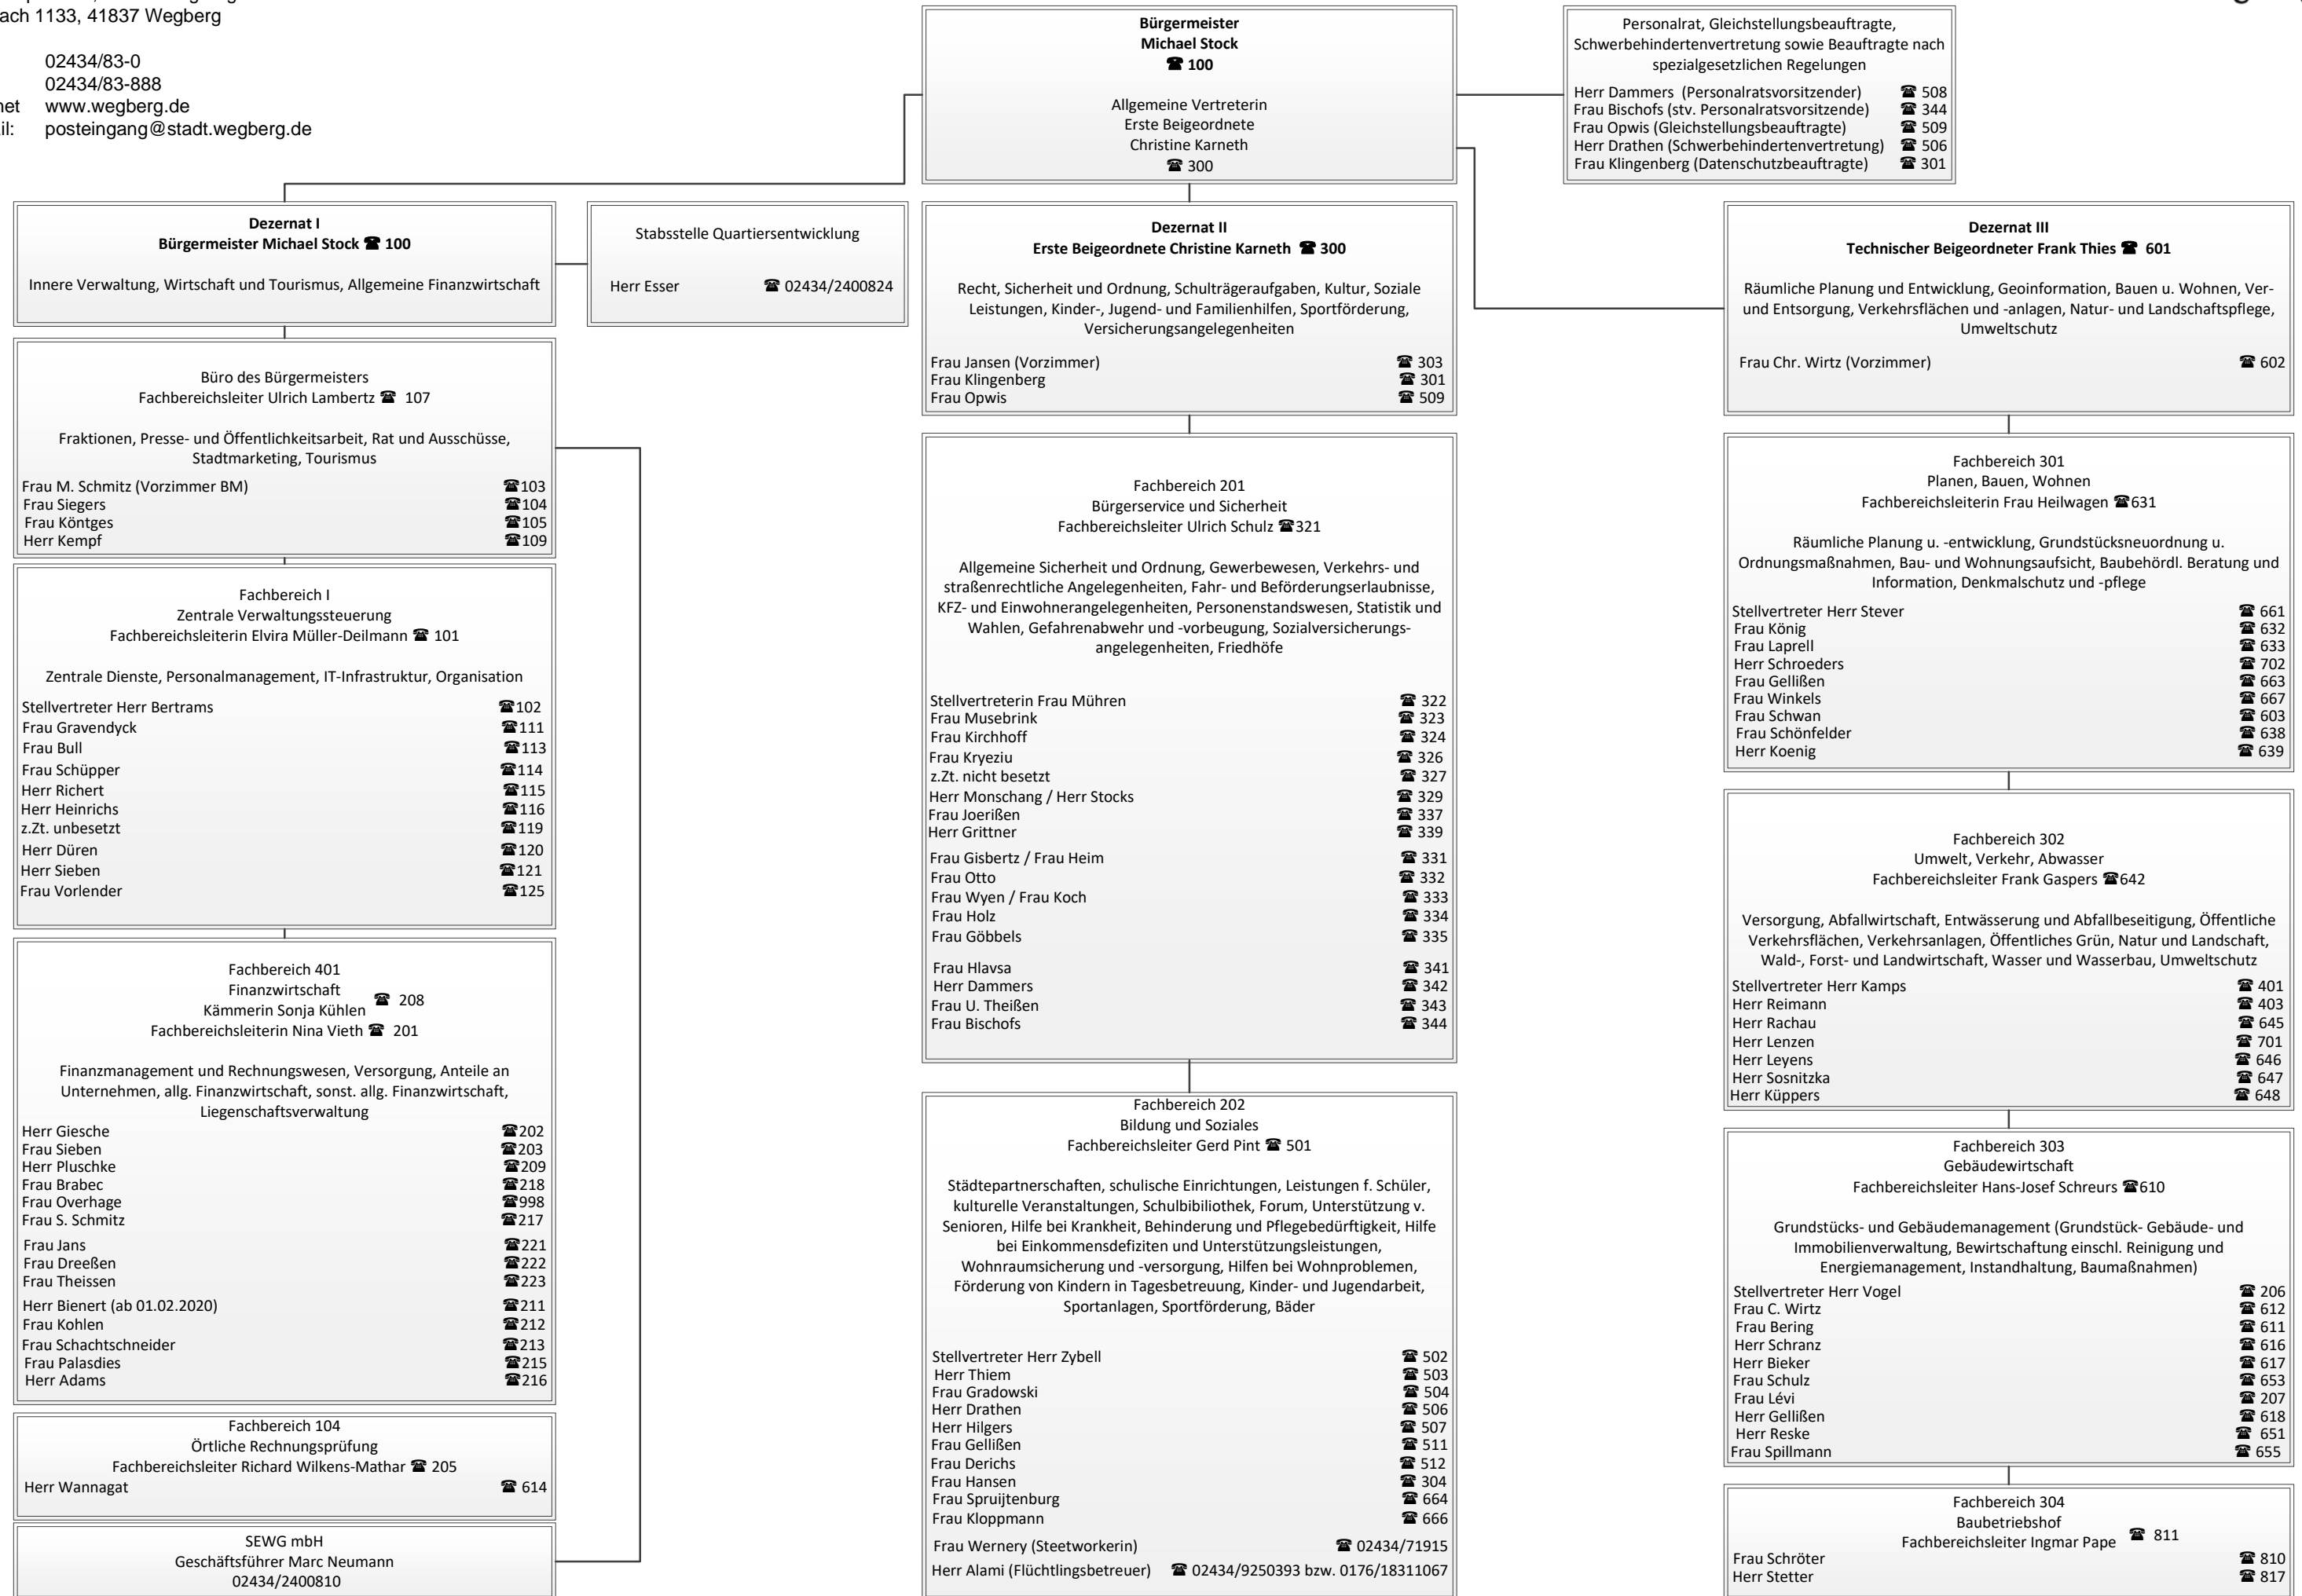 1133, 41837 Wegberg
02434/83-0
02434/83-888
www.wegberg.de
posteingang@stadt.wegberg.de
Bürgermeister
Michael Stock
☎ 100
Allgemeine Vertreterin
Erste Beigeordnete
Christine Karneth
☎ 300
Personalrat, Gleichstellungsbeauftragte,
Schwerbehindertenvertretung sowie Beauftragte nach
spezialgesetzlichen Regelungen
Herr Dammers (Personalratsvorsitzender) ☎ 508
Frau Bischofs (stv. Personalratsvorsitzende) ☎ 344
Frau Opwis (Gleichstellungsbeauftragte) ☎ 509
Herr Drathen (Schwerbehindertenvertretung) ☎ 506
Frau Klingenberg (Datenschutzbeauftragte) ☎ 301
Dezernat I
Bürgermeister Michael Stock ☎ 100
Innere Verwaltung, Wirtschaft und Tourismus, Allgemeine Finanzwirtschaft
Stabsstelle Quartiersentwicklung
Herr Esser ☎ 02434/2400824
Büro des Bürgermeisters
Fachbereichsleiter Ulrich Lambertz ☎ 107
Fraktionen, Presse- und Öffentlichkeitsarbeit, Rat und Ausschüsse,
Stadtmarketing, Tourismus
Frau M. Schmitz (Vorzimmer BM) ☎103
Frau Siegers ☎104
Frau Köntges ☎105
Herr Kempf ☎109
Fachbereich I
Zentrale Verwaltungssteuerung
Fachbereichsleiterin Elvira Müller-Deilmann ☎ 101
Zentrale Dienste, Personalmanagement, IT-Infrastruktur, Organisation
Stellvertreter Herr Bertrams ☎102
Frau Gravendyck ☎111
Frau Bull ☎113
Frau Schüpper ☎114
Herr Richert ☎115
Herr Heinrichs ☎116
z.Zt. unbesetzt ☎119
Herr Düren ☎120
Herr Sieben ☎121
Frau Vorlender ☎125
Fachbereich 401
Finanzwirtschaft
Kämmerin Sonja Kühlen ☎ 208
Fachbereichsleiterin Nina Vieth ☎ 201
Finanzmanagement und Rechnungswesen, Versorgung, Anteile an
Unternehmen, allg. Finanzwirtschaft, sonst. allg. Finanzwirtschaft,
Liegenschaftsverwaltung
Herr Giesche ☎202
Frau Sieben ☎203
Herr Pluschke ☎209
Frau Brabec ☎218
Frau Overhage ☎998
Frau S. Schmitz ☎217
Frau Jans ☎221
Frau Dreeßen ☎222
Frau Theissen ☎223
Herr Bienert (ab 01.02.2020) ☎211
Frau Kohlen ☎212
Frau Schachtschneider ☎213
Frau Palasdies ☎215
Herr Adams ☎216
Fachbereich 104
Örtliche Rechnungsprüfung
Fachbereichsleiter Richard Wilkens-Mathar ☎ 205
Herr Wannagat ☎ 614
SEWG mbH
Geschäftsführer Marc Neumann
02434/2400810
Dezernat II
Erste Beigeordnete Christine Karneth ☎ 300
Recht, Sicherheit und Ordnung, Schulträgeraufgaben, Kultur, Soziale
Leistungen, Kinder-, Jugend- und Familienhilfen, Sportförderung,
Versicherungsangelegenheiten
Frau Jansen (Vorzimmer) ☎ 303
Frau Klingenberg ☎ 301
Frau Opwis ☎ 509
Fachbereich 201
Bürgerservice und Sicherheit
Fachbereichsleiter Ulrich Schulz ☎321
Allgemeine Sicherheit und Ordnung, Gewerbewesen, Verkehrs- und
straßenrechtliche Angelegenheiten, Fahr- und Beförderungserlaubnisse,
KFZ- und Einwohnerangelegenheiten, Personenstandswesen, Statistik und
Wahlen, Gefahrenabwehr und -vorbeugung, Sozialversicherungs-
angelegenheiten, Friedhöfe
Stellvertreterin Frau Mühren ☎ 322
Frau Musebrink ☎ 323
Frau Kirchhoff ☎ 324
Frau Kryeziu ☎ 326
z.Zt. nicht besetzt ☎ 327
Herr Monschang / Herr Stocks ☎ 329
Frau Joerißen ☎ 337
Herr Grittner ☎ 339
Frau Gisbertz / Frau Heim ☎ 331
Frau Otto ☎ 332
Frau Wyen / Frau Koch ☎ 333
Frau Holz ☎ 334
Frau Göbbels ☎ 335
Frau Hlavsa ☎ 341
Herr Dammers ☎ 342
Frau U. Theißen ☎ 343
Frau Bischofs ☎ 344
Fachbereich 202
Bildung und Soziales
Fachbereichsleiter Gerd Pint ☎ 501
Städtepartnerschaften, schulische Einrichtungen, Leistungen f. Schüler,
kulturelle Veranstaltungen, Schulbibiliothek, Forum, Unterstützung v.
Senioren, Hilfe bei Krankheit, Behinderung und Pflegebedürftigkeit, Hilfe
bei Einkommensdefiziten und Unterstützungsleistungen,
Wohnraumsicherung und -versorgung, Hilfen bei Wohnproblemen,
Förderung von Kindern in Tagesbetreuung, Kinder- und Jugendarbeit,
Sportanlagen, Sportförderung, Bäder
Stellvertreter Herr Zybell ☎ 502
Herr Thiem ☎ 503
Frau Gradowski ☎ 504
Herr Drathen ☎ 506
Herr Hilgers ☎ 507
Frau Gellißen ☎ 511
Frau Derichs ☎ 512
Frau Hansen ☎ 304
Frau Spruijtenburg ☎ 664
Frau Kloppmann ☎ 666
Frau Wernery (Steetworkerin) ☎ 02434/71915
Herr Alami (Flüchtlingsbetreuer) ☎ 02434/9250393 bzw. 0176/18311067
Dezernat III
Technischer Beigeordneter Frank Thies ☎ 601
Räumliche Planung und Entwicklung, Geoinformation, Bauen u. Wohnen, Ver-
und Entsorgung, Verkehrsflächen und -anlagen, Natur- und Landschaftspflege,
Umweltschutz
Frau Chr. Wirtz (Vorzimmer) ☎ 602
Fachbereich 301
Planen, Bauen, Wohnen
Fachbereichsleiterin Frau Heilwagen ☎631
Räumliche Planung u. -entwicklung, Grundstücksneuordnung u.
Ordnungsmaßnahmen, Bau- und Wohnungsaufsicht, Baubehördl. Beratung und
Information, Denkmalschutz und -pflege
Stellvertreter Herr Stever ☎ 661
Frau König ☎ 632
Frau Laprell ☎ 633
Herr Schroeders ☎ 702
Frau Gellißen ☎ 663
Frau Winkels ☎ 667
Frau Schwan ☎ 603
Frau Schönfelder ☎ 638
Herr Koenig ☎ 639
Fachbereich 302
Umwelt, Verkehr, Abwasser
Fachbereichsleiter Frank Gaspers ☎642
Versorgung, Abfallwirtschaft, Entwässerung und Abfallbeseitigung, Öffentliche
Verkehrsflächen, Verkehrsanlagen, Öffentliches Grün, Natur und Landschaft,
Wald-, Forst- und Landwirtschaft, Wasser und Wasserbau, Umweltschutz
Stellvertreter Herr Kamps ☎ 401
Herr Reimann ☎ 403
Herr Rachau ☎ 645
Herr Lenzen ☎ 701
Herr Leyens ☎ 646
Herr Sosnitzka ☎ 647
Herr Küppers ☎ 648
Fachbereich 303
Gebäudewirtschaft
Fachbereichsleiter Hans-Josef Schreurs ☎610
Grundstücks- und Gebäudemanagement (Grundstück- Gebäude- und
Immobilienverwaltung, Bewirtschaftung einschl. Reinigung und
Energiemanagement, Instandhaltung, Baumaßnahmen)
Stellvertreter Herr Vogel ☎ 206
Frau C. Wirtz ☎ 612
Frau Bering ☎ 611
Herr Schranz ☎ 616
Herr Bieker ☎ 617
Frau Schulz ☎ 653
Frau Lévi ☎ 207
Herr Gellißen ☎ 618
Herr Reske ☎ 651
Frau Spillmann ☎ 655
Fachbereich 304
Baubetriebshof
Fachbereichsleiter Ingmar Pape ☎ 811
Frau Schröter ☎ 810
Herr Stetter ☎ 817